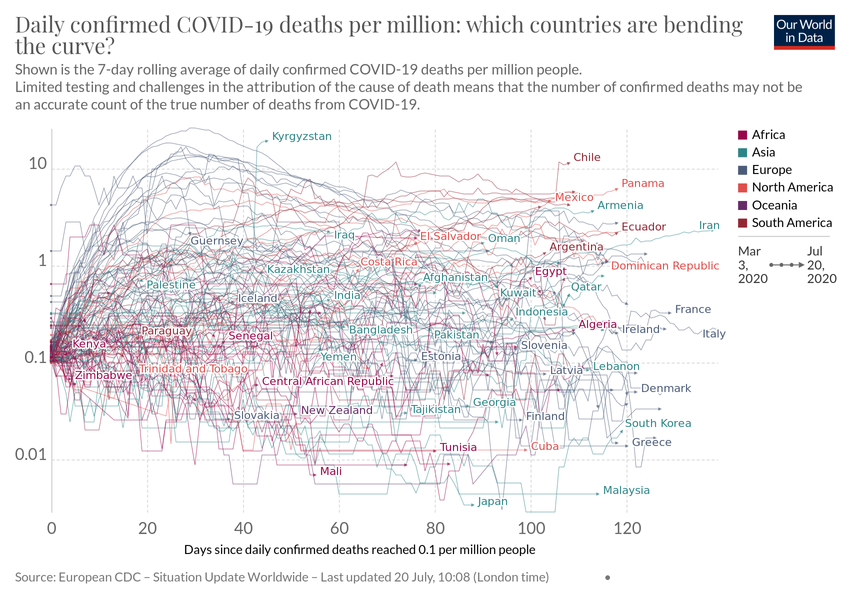 Daily confirmed COVID-19 deaths per million: which countries are bending
the curve?
Our World
in Data
Shown is the 7-day rolling average of daily confirmed COVID-19 deaths per million people.
Limited testing and challenges in the attribution of the cause of death means that the number of confirmed deaths may not be
an accurate count of the true number of deaths from COVID-19.
Kyrgyzstan
10
Chile
Panama
Mexico
Armenia
Ecuador
Iran
Iraq
El Salvador
Oman
Guernsey
Argentina
1
Costa Rica
Dominican Republic
Kazakhstan
Egypt
Afghanistan
Palestine
Qatar
India
Kuwait
Iceland
Indonesia
France
Algeria
Paraguay
Bangladesh
Ireland
Senegal
Pakistan
Italy
Kenya
Slovenia
0.1
Yemen
Estonia
Trinidad and Tobago
Latvia
Lebanon
Zimbabwe
Central African Republic
Denmark
Georgia
New Zealand
Tajikistan
Slovakia
Finland
South Korea
Greece
Tunisia
Cuba
0.01
Mali
Malaysia
Japan
0
20
40
60
80
100
120
Days since daily confirmed deaths reached 0.1 per million people
Africa
Asia
Europe
North America
Oceania
South America
Mar
3,
2020
Jul
20,
2020
Source: European CDC – Situation Update Worldwide – Last updated 20 July, 10:08 (London time)